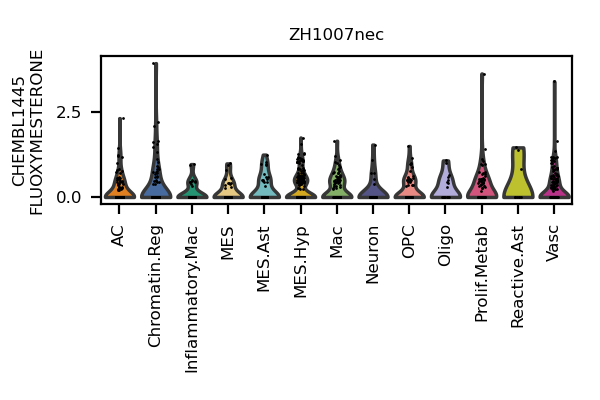 ZH1007nec
CHEMBL1445
FLUOXYMESTERONE
2.5
0.0
AC
Chromatin.Reg
Inflammatory.Mac
MES
MES.Ast
MES.Hyp
Mac
Neuron
OPC
Oligo
Prolif.Metab
Reactive.Ast
Vasc